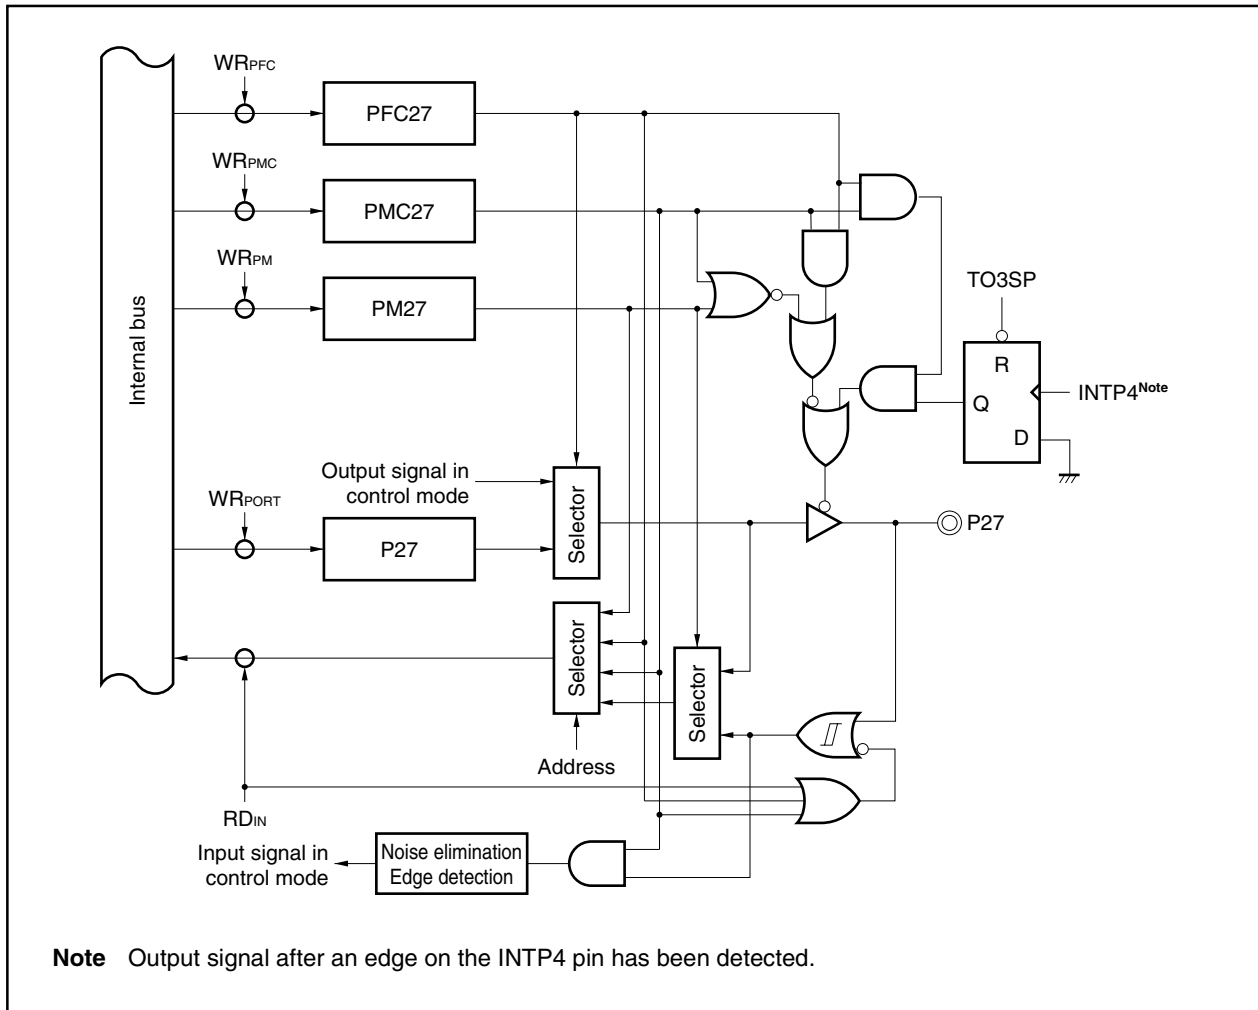 WRPFC
PFC27
WRPMC
PMC27
WRPM
PM27
Internal bus
TO3SP
R
INTP4Note
Q
D
Output signal in
control mode
WRPORT
P27
Selector
P27
Selector
Selector
Address
RDIN
Input signal in
control mode
Noise elimination
Edge detection
Note Output signal after an edge on the INTP4 pin has been detected.